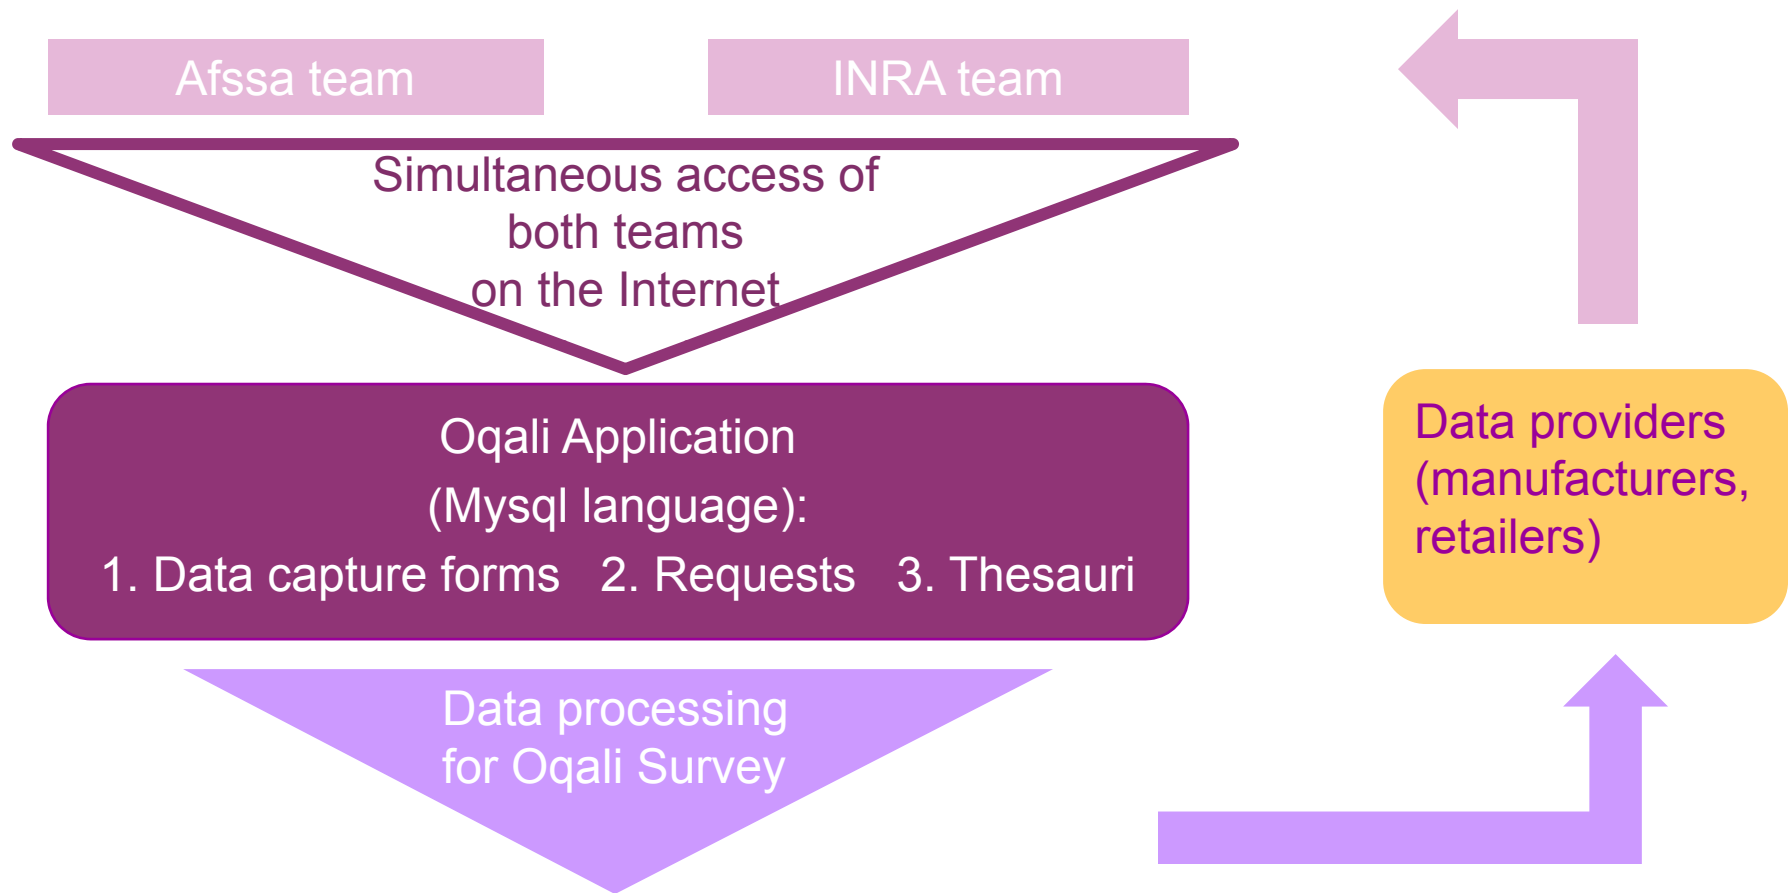 Afssa team
INRA team
Simultaneous access of
both teams
on the Internet
Oqali Application
(Mysql language):
1. Data capture forms 2. Requests 3. Thesauri
Data providers
(manufacturers,
retailers)
Data processing
for Oqali Survey